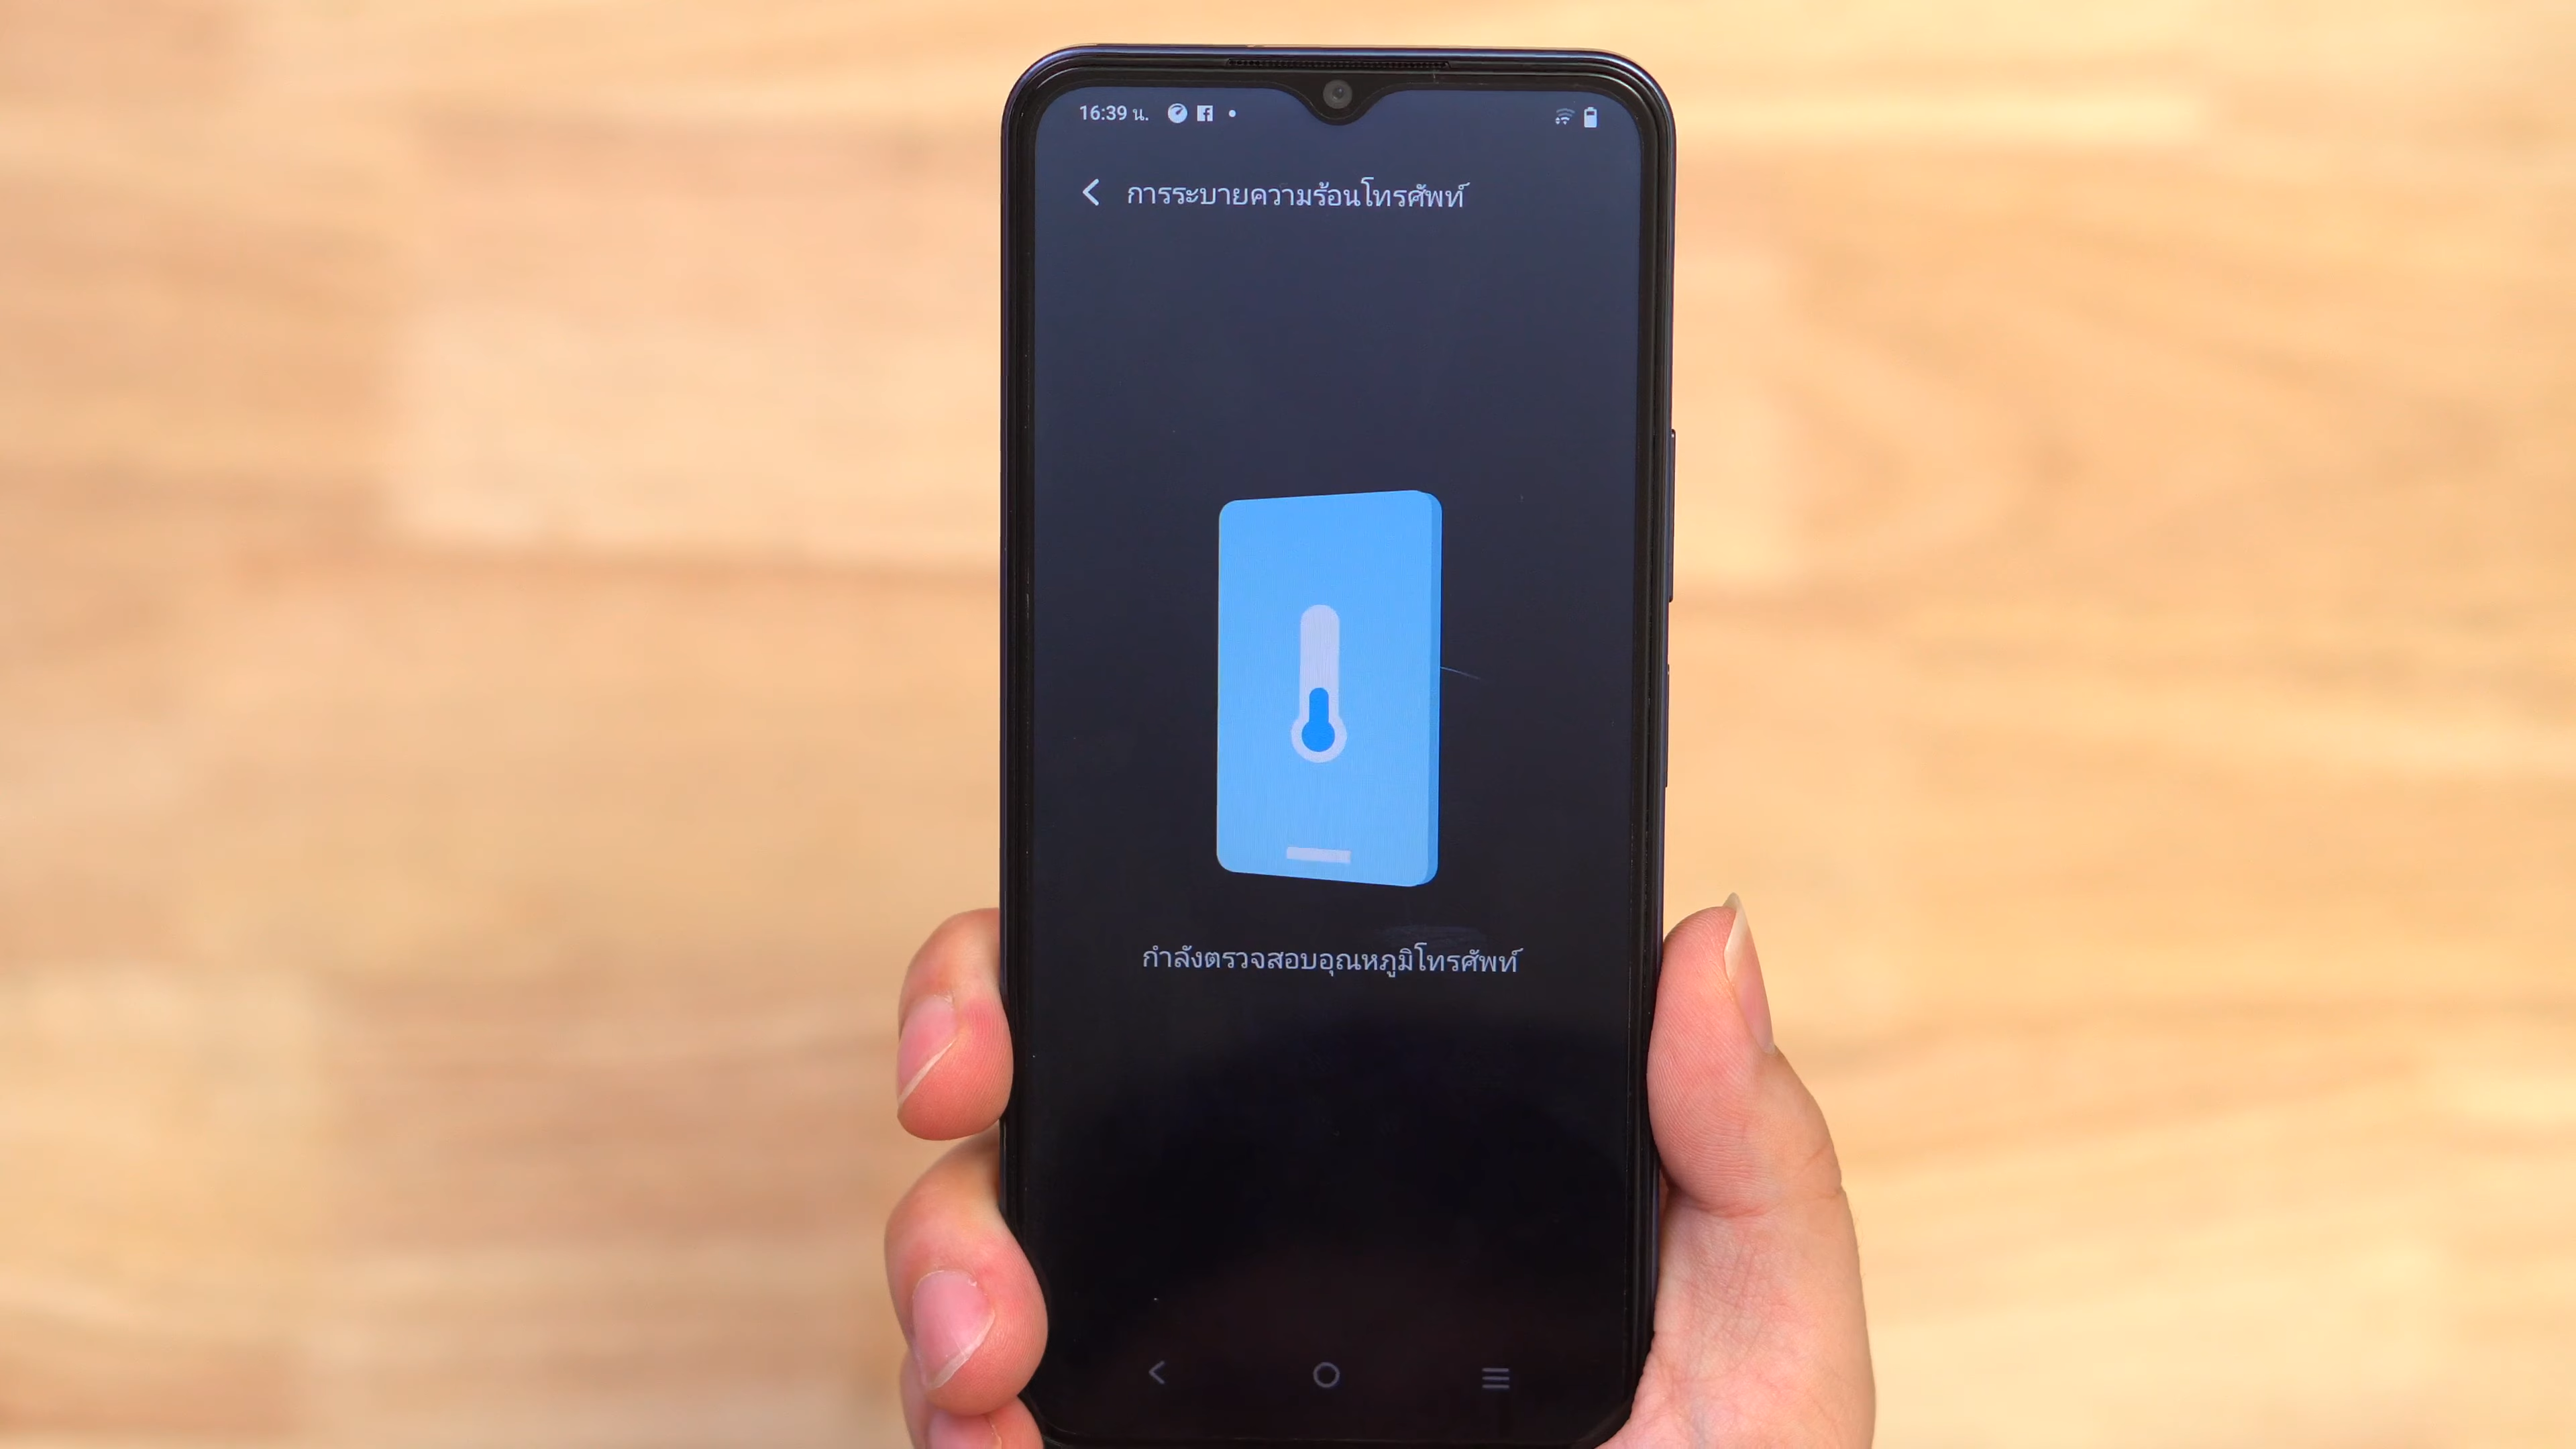 16:39 น.
การระบายความร้อนโทรศัพท์
กำลังตรวจสอบอุณหภูมิโทรศัพท์